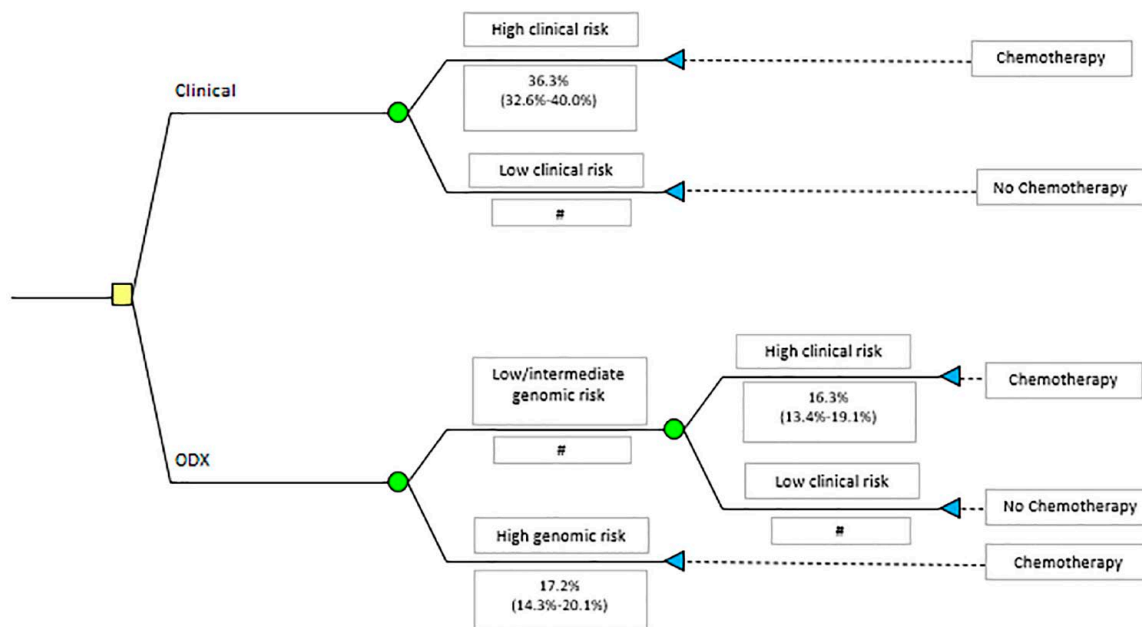 High clinical risk
Chemotherapy
36.3%
(32.6%-40.0%)
Clinical
Low clinical risk
No Chemotherapy
#
High clinical risk
Low/intermediate
genomic risk
Chemotherapy
16.3%
(13.4%-19.1%)
#
ODX
Low clinical risk
No Chemotherapy
#
High genomic risk
Chemotherapy
17.2%
(14.3%-20.1%)